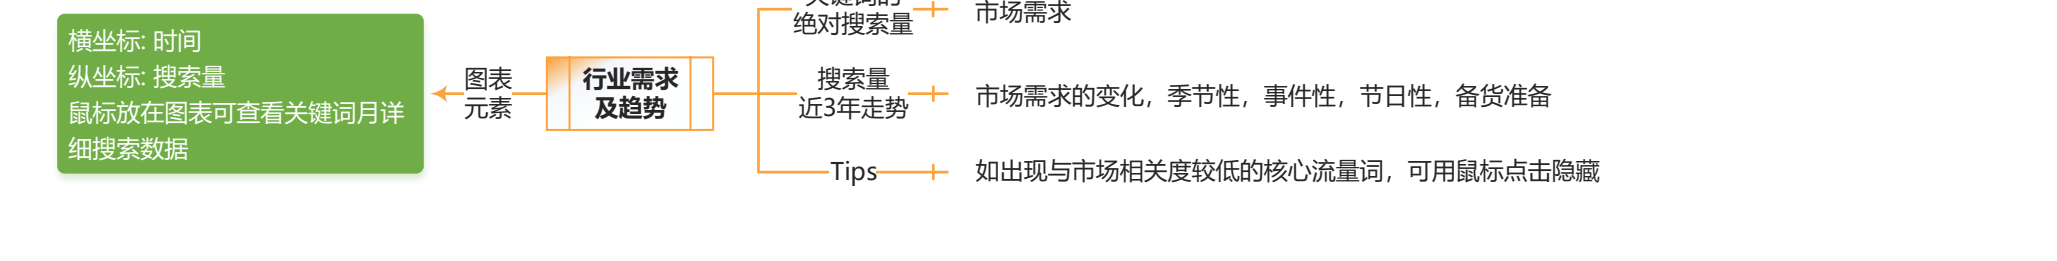 横坐标: 时间
纵坐标: 搜索量
鼠标放在图表可查看关键词月详
细搜索数据
图表
元素
行业需求
及趋势
关键词的
绝对搜索量
市场需求
搜索量
近3年走势
市场需求的变化，季节性，事件性，节日性，备货准备
Tips
如出现与市场相关度较低的核心流量词，可用鼠标点击隐藏